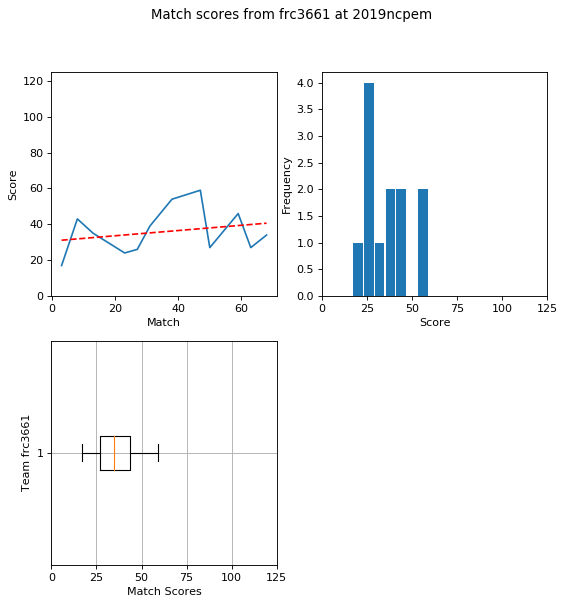 Match scores from frc3661 at 2019ncpem
120
100
80
60
40
20
0
Score
0 20 40 60
Match
4.0
3.5
3.0
2.5
2.0
1.5
1.0
0.5
0.0
Frequency
0 25 50 75 100 125
Score
Team frc3661
1
0 25 50 75 100 125
Match Scores